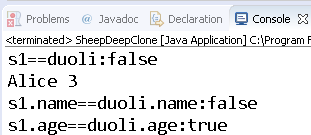 Problems @ Javadoc Declaration Console
<terminated> SheepDeepClone [Java Application] C:\Program F
s1==duoli:false
Alice 3
s1.name==duoli.name:false
s1.age==duoli.age:true